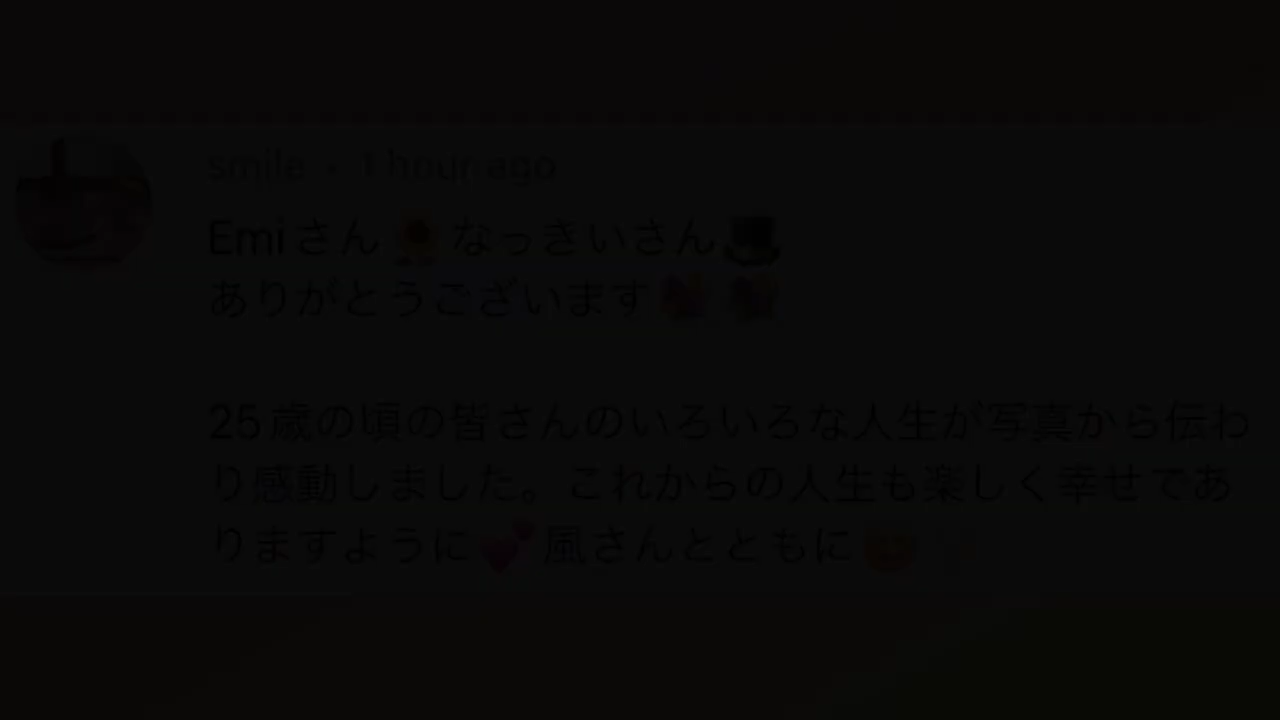 smile · 1 hour ago
Emiさん🌻なっきいさん🎩
ありがとうございます💐💐
25歳の頃の皆さんのいろいろな人生が写真から伝わ
り感動しました。これからの人生も楽しく幸せであ
りますように💕風さんとともに